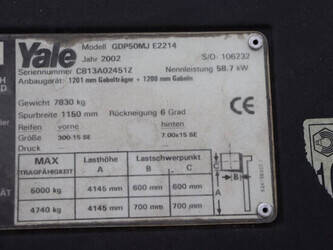 Yale
Modell GDP50MJ E2214
Jahr 2002 S/O: 106232
Seriennummer C813A02451Z Nennleistung 58.7 kW
Anbaugerät: 1201 mm Gabelträger + 1200 mm Gabeln
Gewicht 7830 kg
Spurbreite 1150 mm Rückneigung 6 Grad
Reifen vorne hinten
Größe 300-15 SE 7.00x15 SE
Druck
MAX Lasthöhe Lastschwerpunkt
TRAGFÄHIGKEIT A B C
5000 kg 4145 mm 600 mm 600 mm
4740 kg 4145 mm 700 mm 700 mm
C
B
A